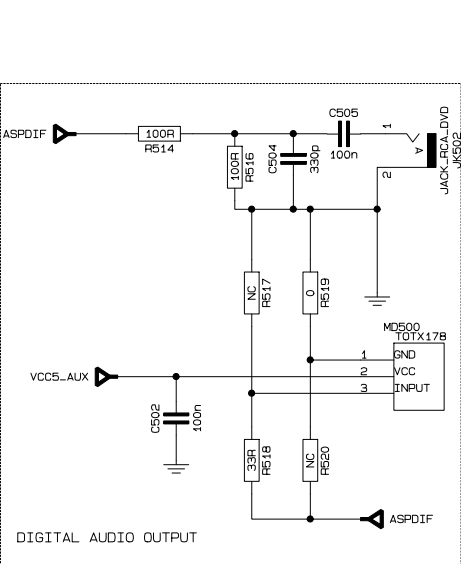 C505
ASPDIF
100R
R514
100R
R516
C504
330p
100n
1
A
2
JACK_RCA_DVD
JK502
NC
R517
0
R519
MD500
TOTX178
1 GND
VCC5_AUX
2 VCC
3 INPUT
C502
100n
33R
R518
NC
R520
ASPDIF
DIGITAL AUDIO OUTPUT